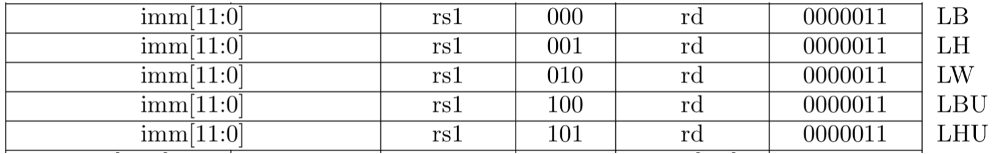 imm[11:0] rs1 000 rd 0000011 LB
imm[11:0] rs1 001 rd 0000011 LH
imm[11:0] rs1 010 rd 0000011 LW
imm[11:0] rs1 100 rd 0000011 LBU
imm[11:0] rs1 101 rd 0000011 LHU